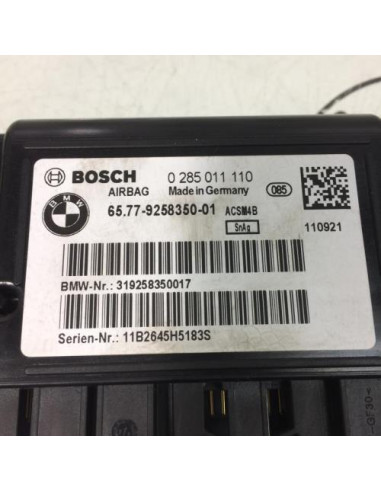 BOSCH 0 285 011 110
AIRBAG Made in Germany 085
BMW
65.77-9258350-01 ACSM4B
SnAg 110921
BMW-Nr.: 319258350017
Serien-Nr.: 11B2645H5183S